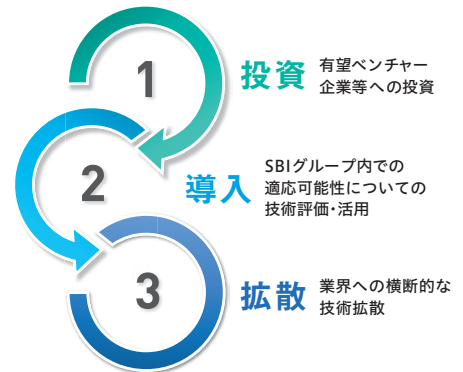 1
投資
有望ベンチャー
企業等への投資
2
導入
SBIグループ内での
適応可能性についての
技術評価・活用
3
拡散
業界への横断的な
技術拡散